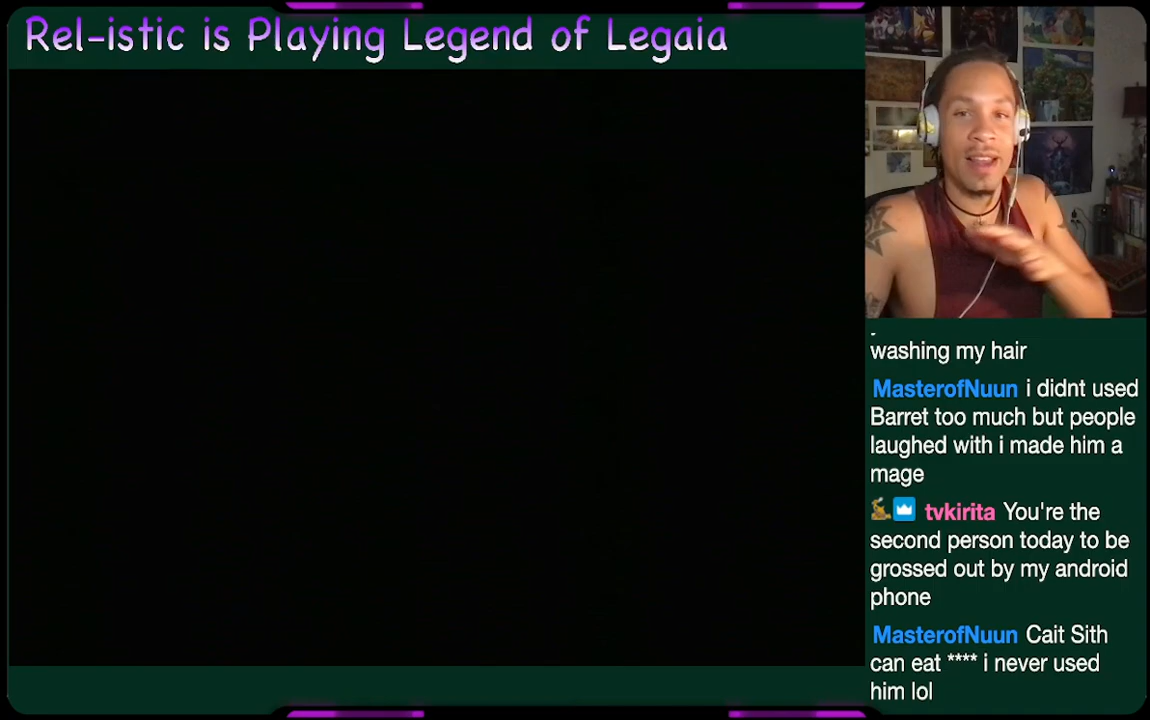 Rel-istic is Playing Legend of Legaia
washing my hair
MasterofNuun i didnt used
Barret too much but people
laughed with i made him a
mage
tvkirita You're the
second person today to be
grossed out by my android
phone
MasterofNuun Cait Sith
can eat **** i never used
him lol